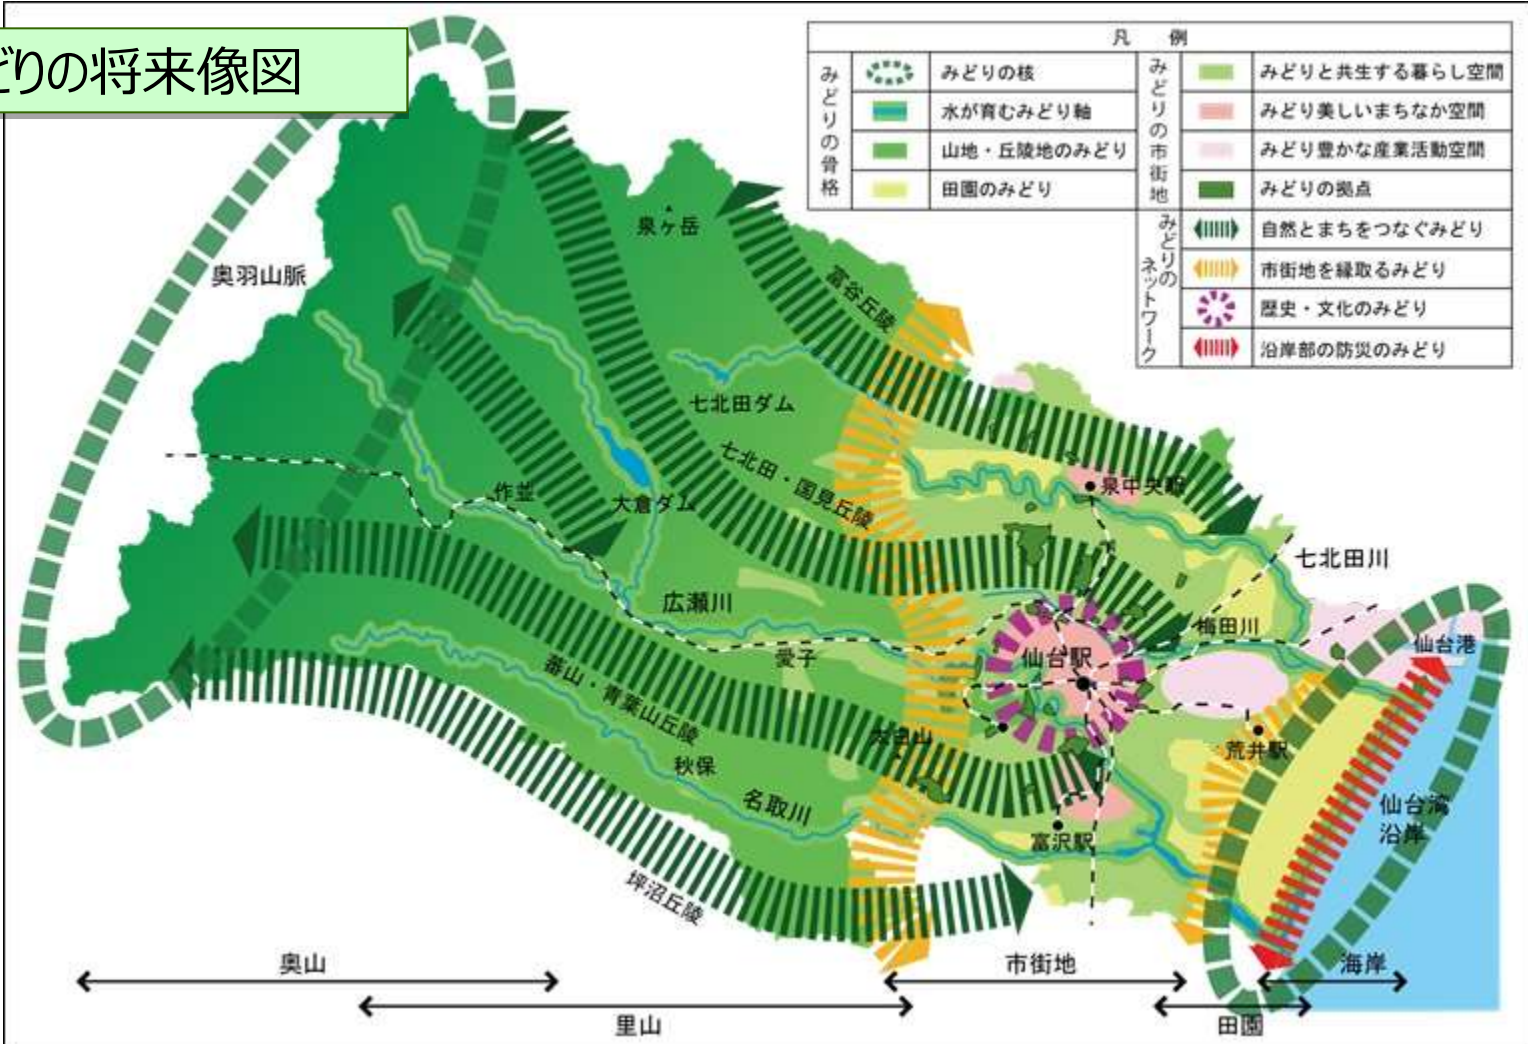 どりの将来像図
凡 例
みどりの骨格
みどりの核
水が育むみどり軸
山地・丘陵地のみどり
田園のみどり
みどりの市街地
みどりと共生する暮らし空間
みどり美しいまちなか空間
みどり豊かな産業活動空間
みどりの拠点
みどりのネットワーク
自然とまちをつなぐみどり
市街地を縁取るみどり
歴史・文化のみどり
沿岸部の防災のみどり
泉ヶ岳
奥羽山脈
富谷丘陵
七北田ダム
七北田・国見丘陵
作並
大倉ダム
泉中央駅
七北田川
広瀬川
梅田川
愛子
仙台駅
仙台港
番山・青葉山丘陵
太白山
荒井駅
秋保
名取川
富沢駅
仙台湾
沿岸
坪沼丘陵
奥山
市街地
海岸
里山
田園